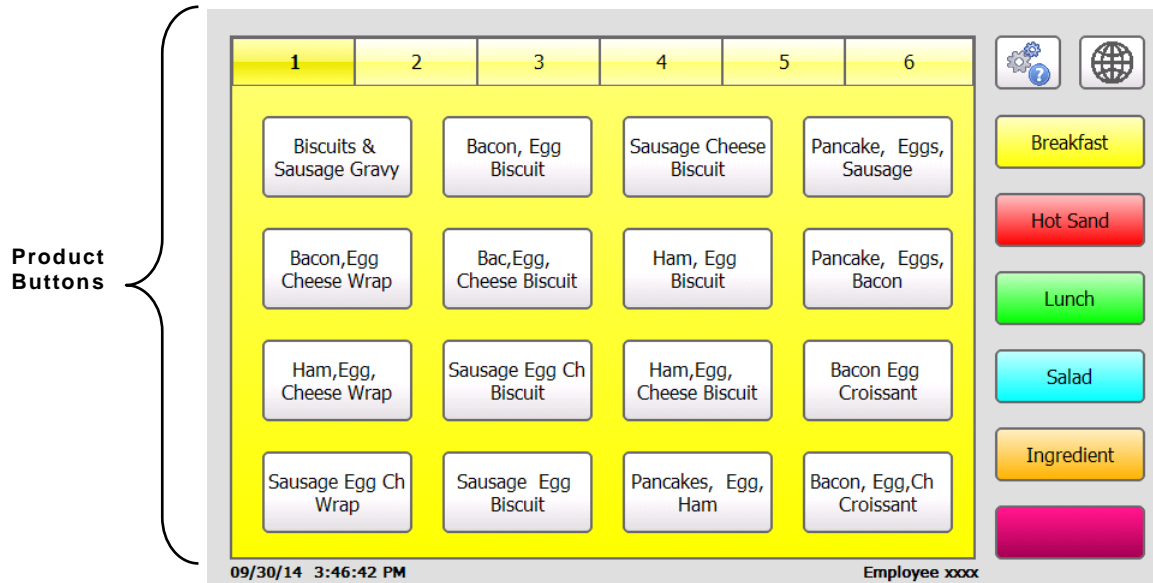 Product
Buttons
1 2 3 4 5 6
Biscuits &
Sausage Gravy
Bacon, Egg
Biscuit
Sausage Cheese
Biscuit
Pancake, Eggs,
Sausage
Bacon,Egg
Cheese Wrap
Bac,Egg,
Cheese Biscuit
Ham, Egg
Biscuit
Pancake, Eggs,
Bacon
Ham,Egg,
Cheese Wrap
Sausage Egg Ch
Biscuit
Ham,Egg,
Cheese Biscuit
Bacon Egg
Croissant
Sausage Egg Ch
Wrap
Sausage Egg
Biscuit
Pancakes, Egg,
Ham
Bacon, Egg,Ch
Croissant
?
Breakfast
Hot Sand
Lunch
Salad
Ingredient
09/30/14 3:46:42 PM
Employee xxxx